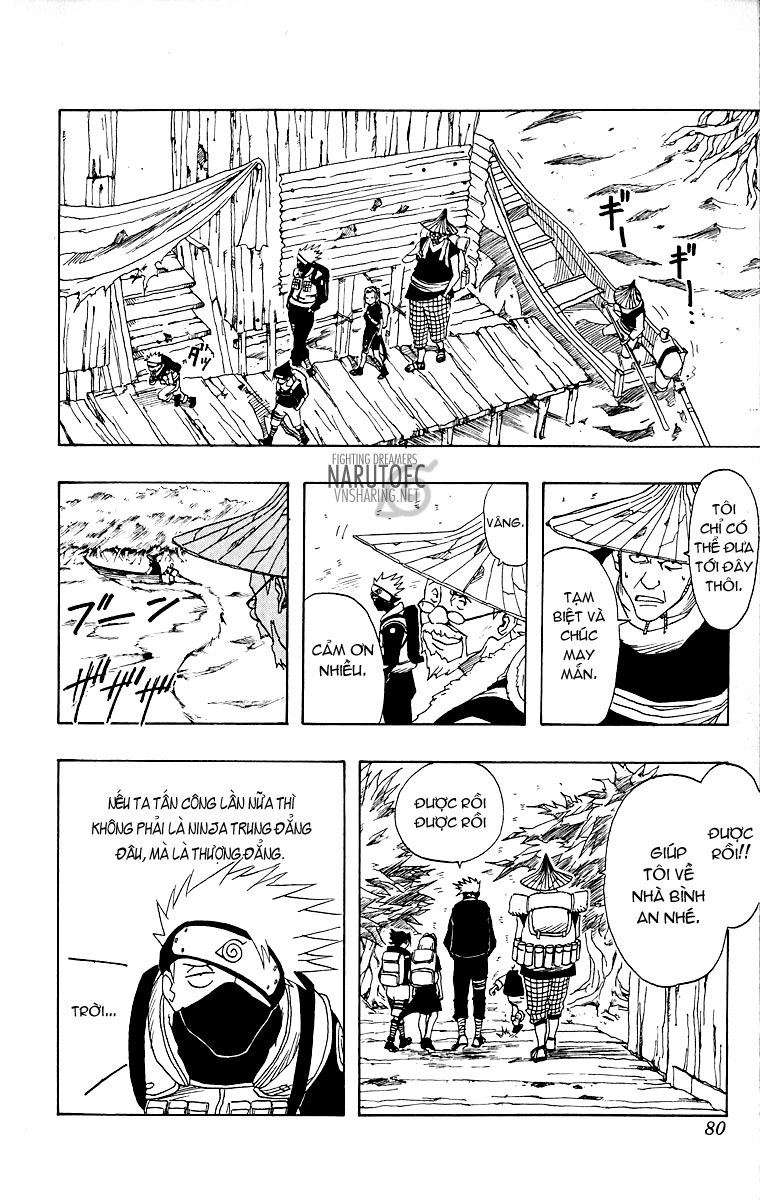 ギー
ギ…
ダッ
FIGHTING DREAMERS
NARUTOFC
VNSHARING.NET
TÔI
CHỈ CÓ
THỂ ĐƯA
TỚI ĐÂY
THÔI.
TẠM
BIỆT VÀ
CHÚC
MAY
MẮN.
VÂNG.
CẢM ƠN
NHIỀU.
ブーン
ザザザ
ĐƯỢC
RỒI!!
GIÚP
TÔI VỀ
NHÀ BÌNH
AN NHÉ.
ĐƯỢC RỒI
ĐƯỢC RỒI
NẾU TA TẤN CÔNG LẦN NỮA THÌ
KHÔNG PHẢI LÀ NINJA TRUNG ĐẲNG
ĐÂU, MÀ LÀ THƯỢNG ĐẲNG.
TRỜI...
80